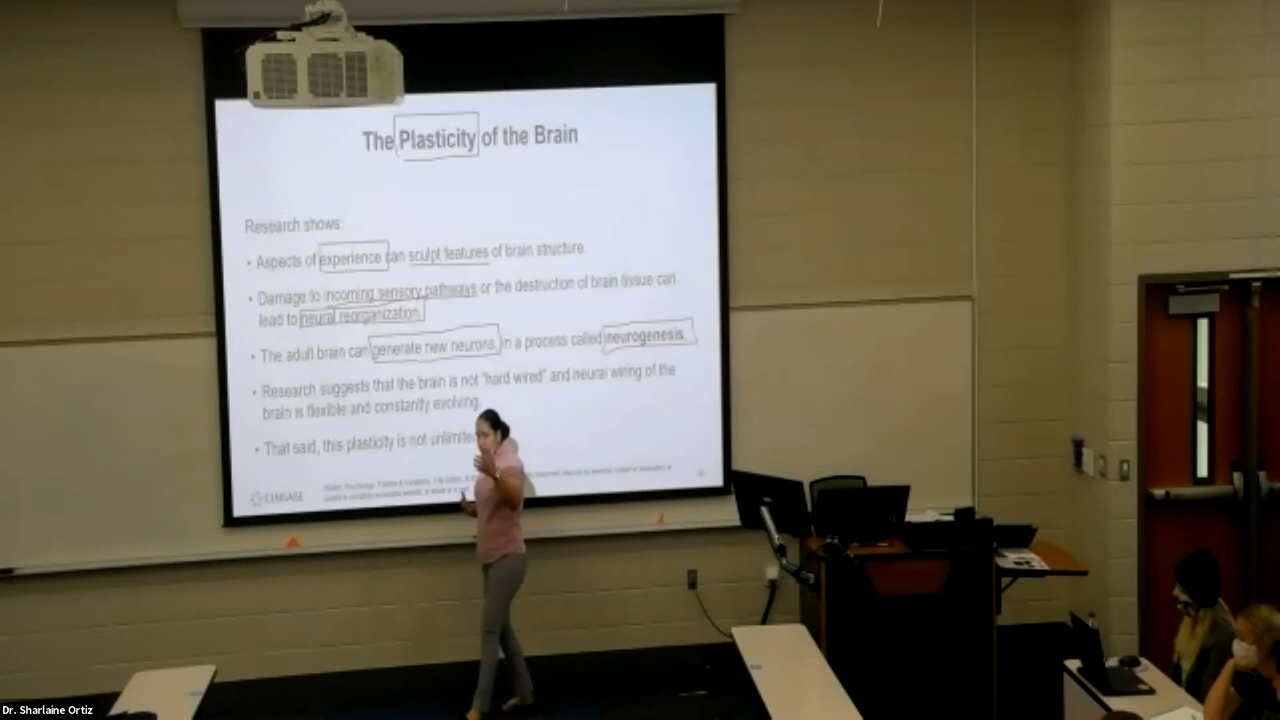 The Plasticity of the Brain
Research shows:
• Aspects of experience can sculpt features of brain structure.
• Damage to incoming sensory pathways or the destruction of brain tissue can
lead to neural reorganization.
• The adult brain can generate new neurons, in a process called neurogenesis.
• Research suggests that the brain is not "hard wired" and neural wiring of the
brain is flexible and constantly evolving.
• That said, this plasticity is not unlimited
CENGAGE
Dr. Sharlaine Ortiz